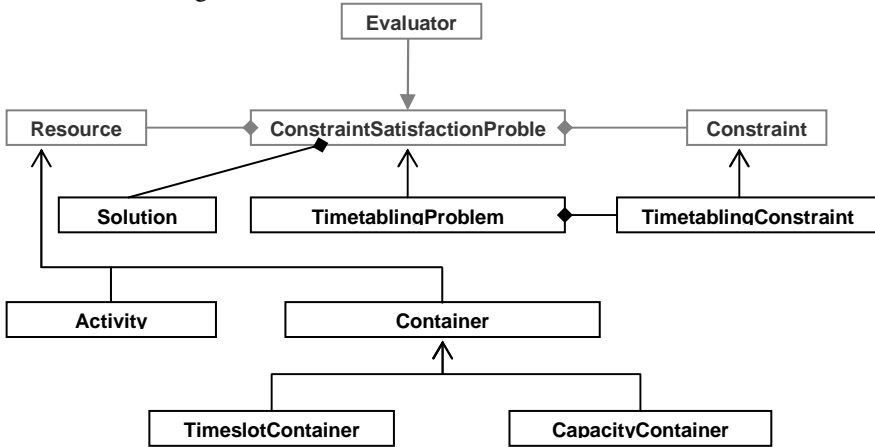 Evaluator
Resource
ConstraintSatisfactionProble
Constraint
Solution
TimetablingProblem
TimetablingConstraint
Activity
Container
TimeslotContainer
CapacityContainer